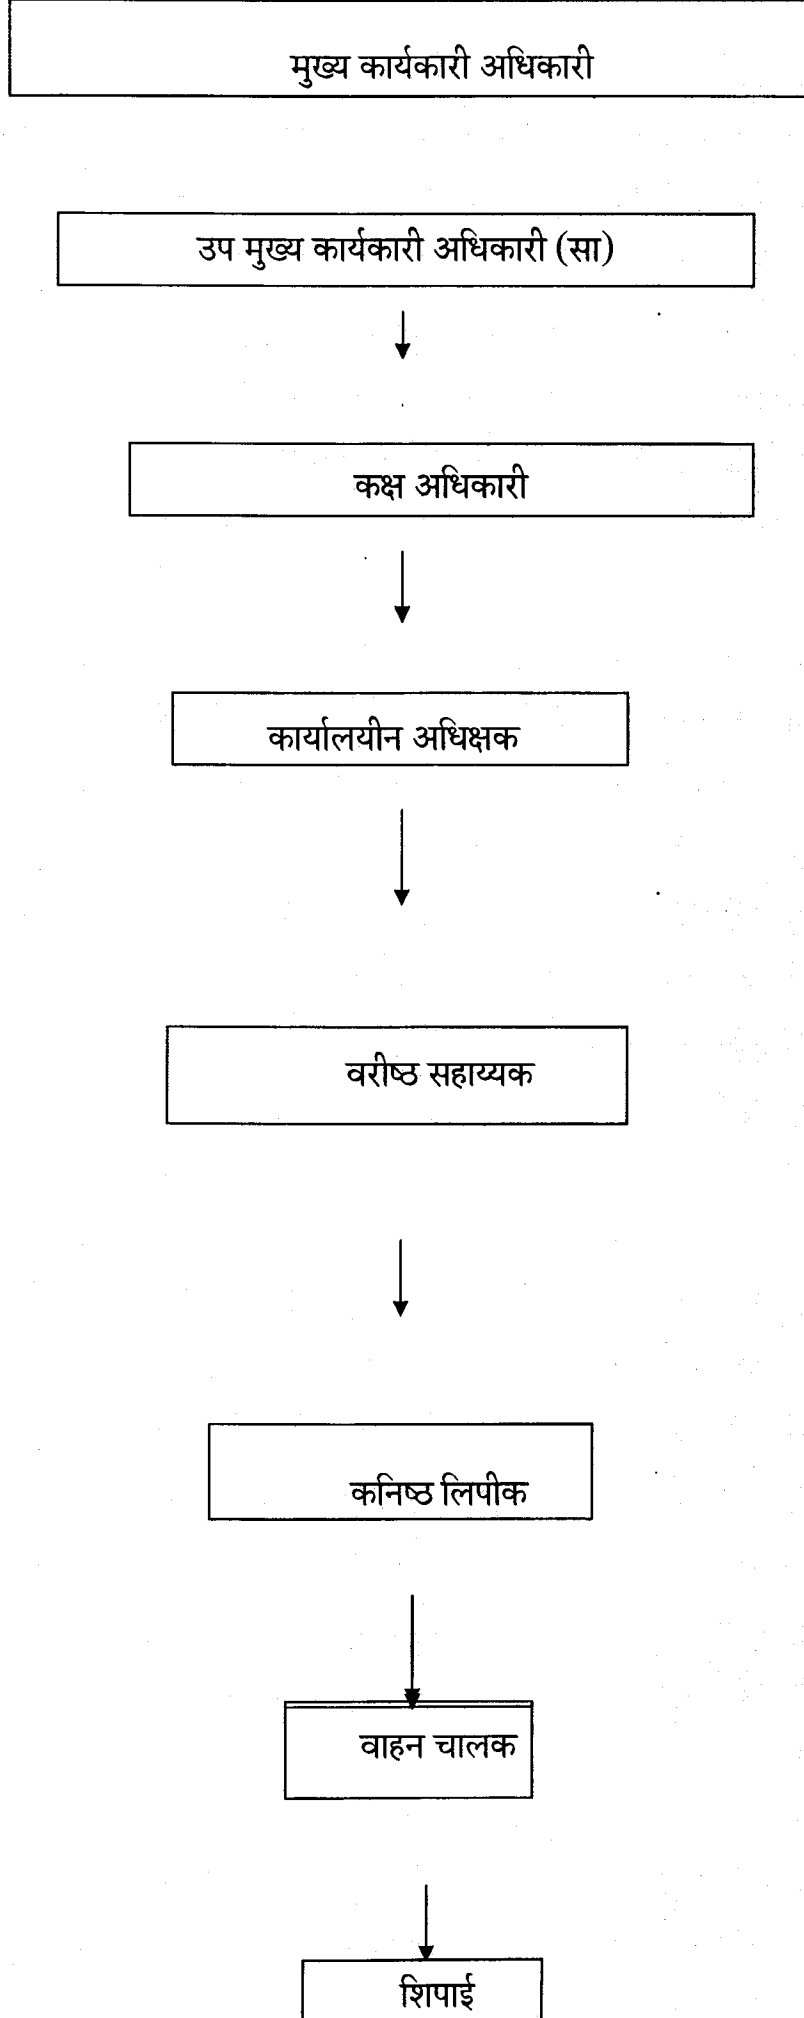 मुख्य कार्यकारी अधिकारी
उप मुख्य कार्यकारी अधिकारी (सा)
कक्ष अधिकारी
कार्यालयीन अधिक्षक
वरीष्ठ सहाय्यक
कनिष्ठ लिपीक
वाहन चालक
शिपाई